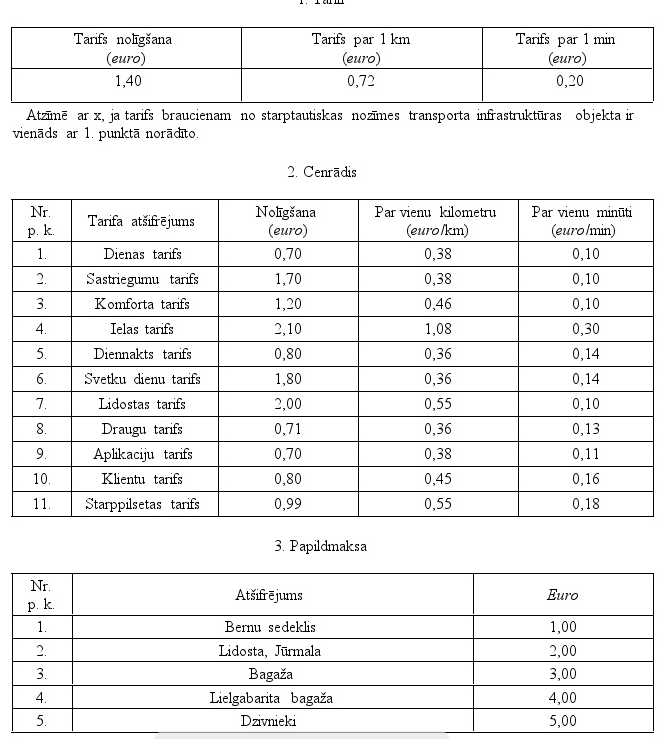 1. Tarifi
Tarifs nolīgšana Tarifs par 1 km Tarifs par 1 min
(euro) (euro) (euro)
1,40 0,72 0,20
Atzīmē ar x, ja tarifs braucienam no starptautiskas nozīmes transporta infrastruktūras objekta ir
vienāds ar 1. punktā norādīto.
2. Cenrādis
Nr. p. k. Tarifa atšifrējums Nolīgšana (euro) Par vienu kilometru (euro/km) Par vienu minūti (euro/min)
1. Dienas tarifs 0,70 0,38 0,10
2. Sastriegumu tarifs 1,70 0,38 0,10
3. Komforta tarifs 1,20 0,46 0,10
4. Ielas tarifs 2,10 1,08 0,30
5. Diennakts tarifs 0,80 0,36 0,14
6. Svetku dienu tarifs 1,80 0,36 0,14
7. Lidostas tarifs 2,00 0,55 0,10
8. Draugu tarifs 0,71 0,36 0,13
9. Aplikaciju tarifs 0,70 0,38 0,11
10. Klientu tarifs 0,80 0,45 0,16
11. Starppilsetas tarifs 0,99 0,55 0,18
3. Papildmaksa
Nr. p. k. Atšifrējums Euro
1. Bernu sedeklis 1,00
2. Lidosta, Jūrmala 2,00
3. Bagaža 3,00
4. Lielgabarita bagaža 4,00
5. Dzivnieki 5,00